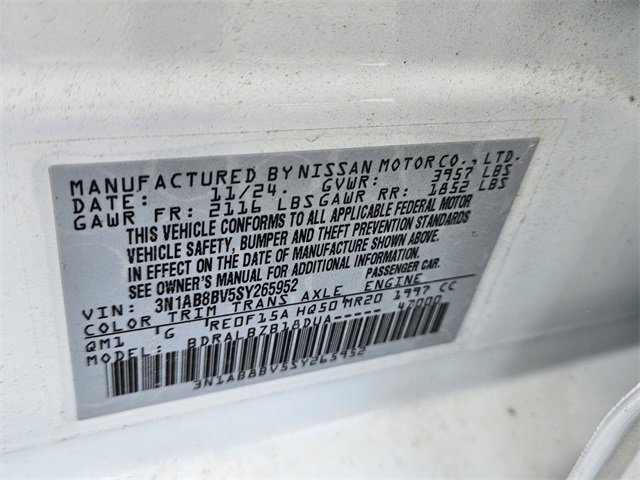 MANUFACTURED BY NISSAN MOTOR CO., LTD.
DATE: 11/24. GVWR: 3957 LBS
GAWR FR: 2116 LBS GAWR RR: 1852 LBS
THIS VEHICLE CONFORMS TO ALL APPLICABLE FEDERAL MOTOR
VEHICLE SAFETY, BUMPER AND THEFT PREVENTION STANDARDS
IN EFFECT ON THE DATE OF MANUFACTURE SHOWN ABOVE.
SEE OWNER'S MANUAL FOR ADDITIONAL INFORMATION.
VIN: 3N1AB8BV5SY265952 PASSENGER CAR.
COLOR TRIM TRANS AXLE ENGINE
QM1 G RE0F15A HQ50 MR20 1997 CC
MODEL: BDRALBZB18DUA----- 47000
3N1AB8BV5SY265952